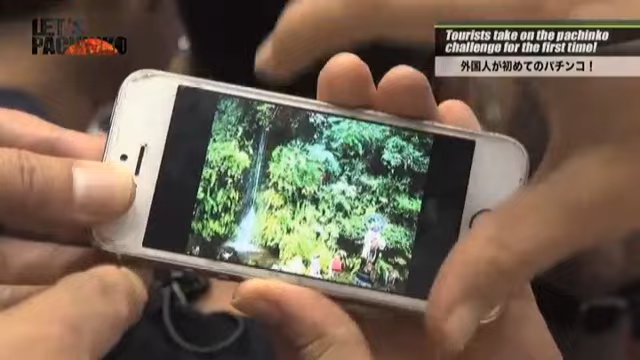 LET'S
PACHINKO
Tourists take on the pachinko
challenge for the first time!
外国人が初めてのパチンコ！